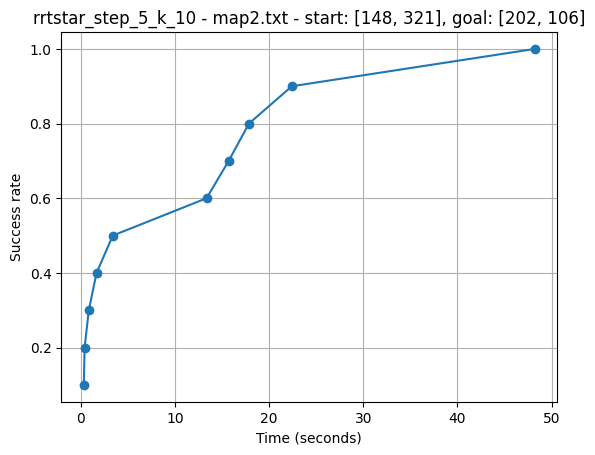 rrtstar_step_5_k_10 - map2.txt - start: [148, 321], goal: [202, 106]
1.0
0.8
0.6
0.4
0.2
Success rate
0 10 20 30 40 50
Time (seconds)